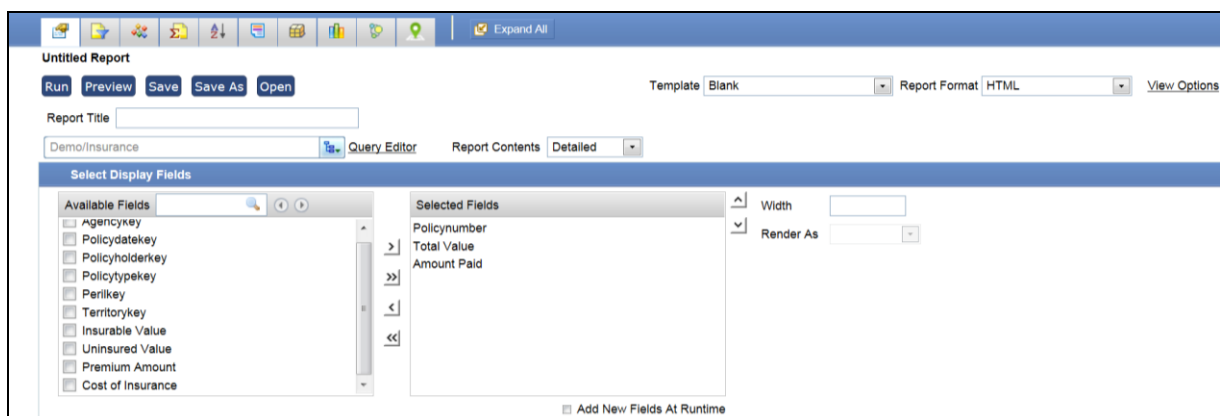 Expand All
Untitled Report
Run Preview Save Save As Open Template Blank Report Format HTML View Options
Report Title
Demo/Insurance Query Editor Report Contents Detailed
Select Display Fields
Available Fields Selected Fields Width
Agencykey Policynumber
Policydatekey Total Value Render As
Policyholderkey Amount Paid
Policytypekey
Perilkey
Territorykey
Insurable Value
Uninsured Value
Premium Amount
Cost of Insurance
Add New Fields At Runtime